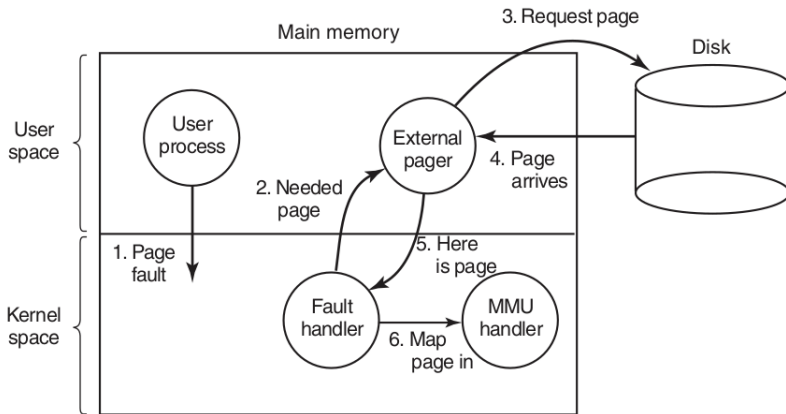 3. Request page
Main memory
Disk
User
space
User
process
External
pager
2. Needed
page
4. Page
arrives
1. Page
fault
5. Here
is page
Kernel
space
Fault
handler
MMU
handler
6. Map
page in